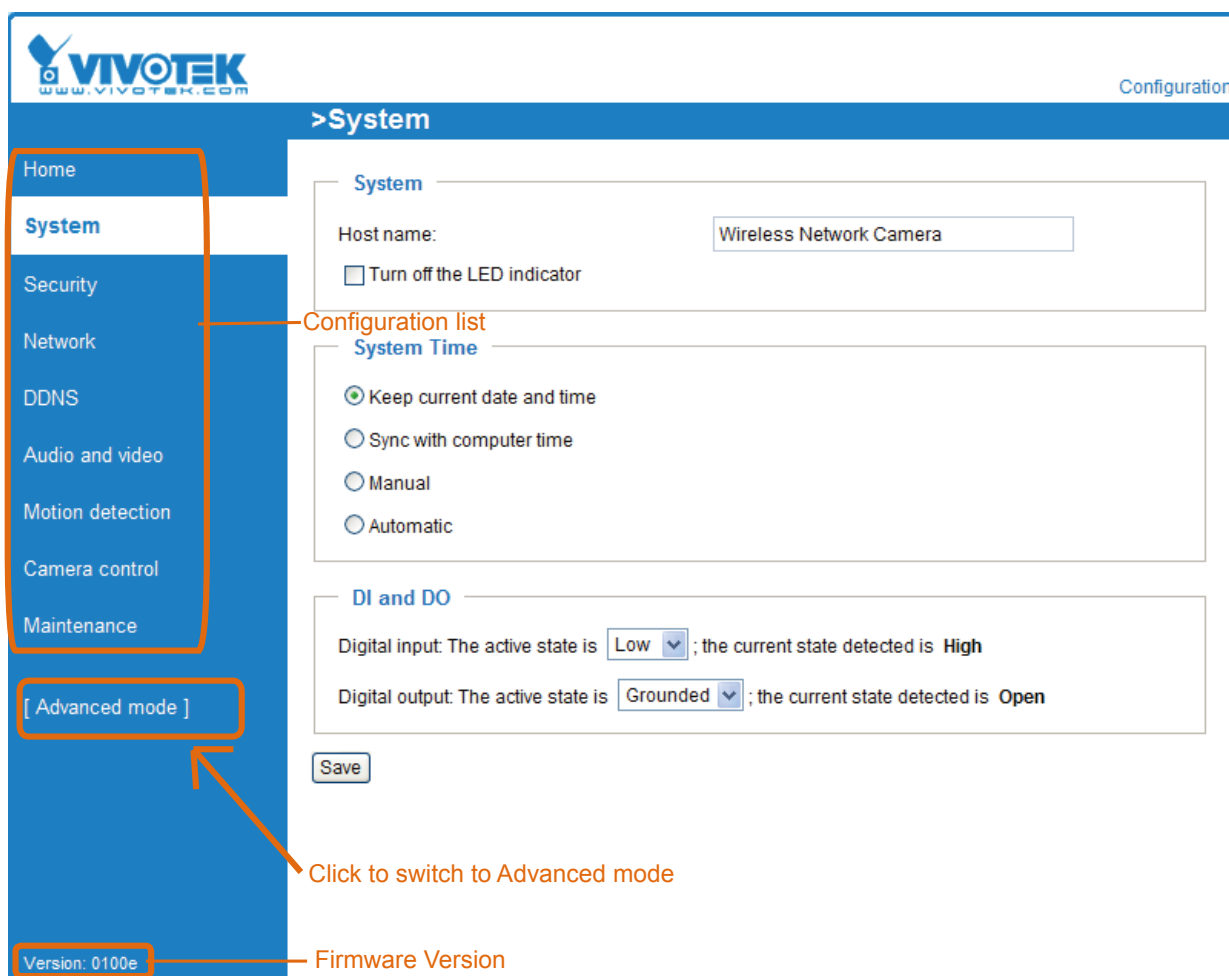 VIVOTEK
www.vivotek.com
Configuration
>System
Home
System
Security
Network
DDNS
Audio and video
Motion detection
Camera control
Maintenance
[ Advanced mode ]
Version: 0100e
System
Host name: Wireless Network Camera
Turn off the LED indicator
Configuration list
System Time
Keep current date and time
Sync with computer time
Manual
Automatic
DI and DO
Digital input: The active state is Low ; the current state detected is High
Digital output: The active state is Grounded ; the current state detected is Open
Save
Click to switch to Advanced mode
Firmware Version